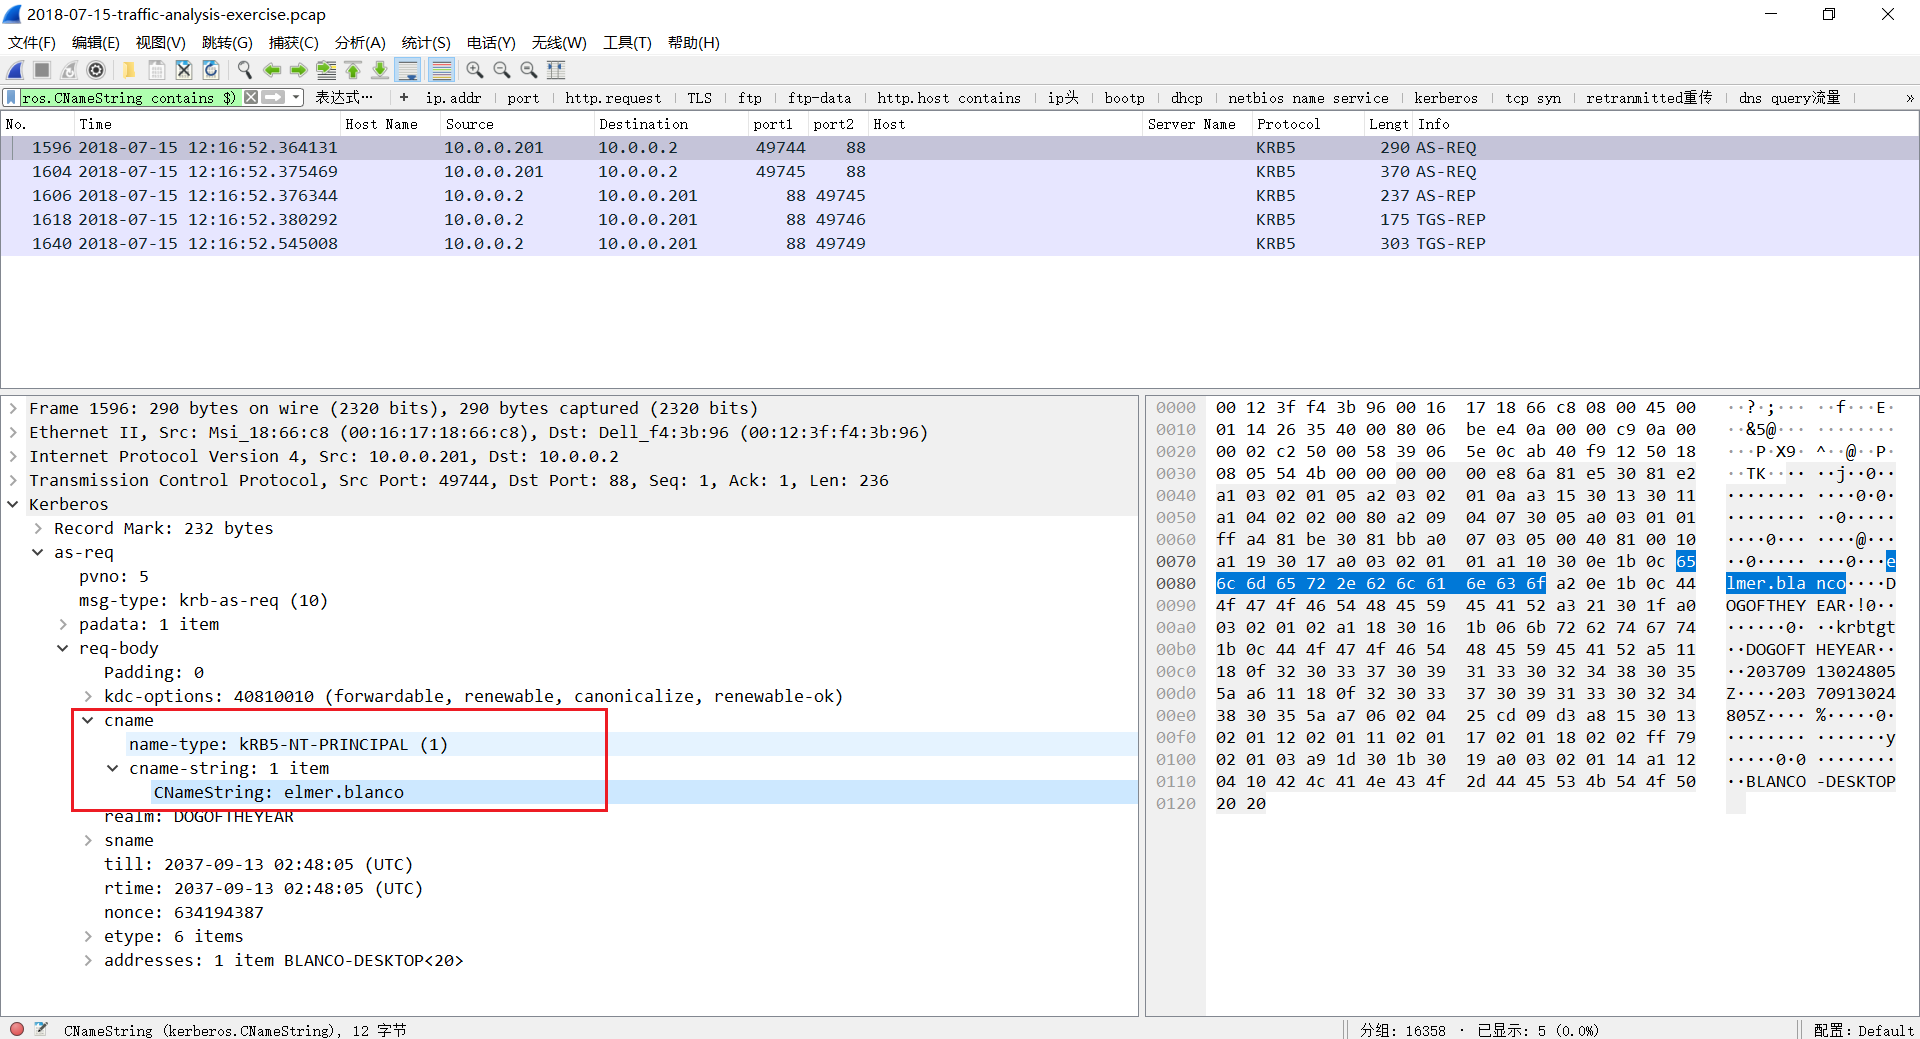 2018-07-15-traffic-analysis-exercise.pcap
文件(F) 编辑(E) 视图(V) 跳转(G) 捕获(C) 分析(A) 统计(S) 电话(Y) 无线(W) 工具(T) 帮助(H)
ros.CNameString contains $) 表达式… + ip.addr port http.request TLS ftp ftp-data http.host contains ip头 bootp dhcp netbios name service kerberos tcp syn retranmitted重传 dns query流量 »
No. Time Host Name Source Destination port1 port2 Host Server Name Protocol Lengt Info
1596 2018-07-15 12:16:52.364131 10.0.0.201 10.0.0.2 49744 88 KRB5 290 AS-REQ
1604 2018-07-15 12:16:52.375469 10.0.0.201 10.0.0.2 49745 88 KRB5 370 AS-REQ
1606 2018-07-15 12:16:52.376344 10.0.0.2 10.0.0.201 88 49745 KRB5 237 AS-REP
1618 2018-07-15 12:16:52.380292 10.0.0.2 10.0.0.201 88 49746 KRB5 175 TGS-REP
1640 2018-07-15 12:16:52.545008 10.0.0.2 10.0.0.201 88 49749 KRB5 303 TGS-REP
Frame 1596: 290 bytes on wire (2320 bits), 290 bytes captured (2320 bits)
Ethernet II, Src: Msi_18:66:c8 (00:16:17:18:66:c8), Dst: Dell_f4:3b:96 (00:12:3f:f4:3b:96)
Internet Protocol Version 4, Src: 10.0.0.201, Dst: 10.0.0.2
Transmission Control Protocol, Src Port: 49744, Dst Port: 88, Seq: 1, Ack: 1, Len: 236
Kerberos
Record Mark: 232 bytes
as-req
pvno: 5
msg-type: krb-as-req (10)
padata: 1 item
req-body
Padding: 0
kdc-options: 40810010 (forwardable, renewable, canonicalize, renewable-ok)
cname
name-type: kRB5-NT-PRINCIPAL (1)
cname-string: 1 item
CNameString: elmer.blanco
realm: DOGOFTHEYEAR
sname
till: 2037-09-13 02:48:05 (UTC)
rtime: 2037-09-13 02:48:05 (UTC)
nonce: 634194387
etype: 6 items
addresses: 1 item BLANCO-DESKTOP<20>
0000 00 12 3f f4 3b 96 00 16 17 18 66 c8 08 00 45 00 ··?·;··· ··f···E·
0010 01 14 26 35 40 00 80 06 be e4 0a 00 00 c9 0a 00 ··&5@··· ········
0020 00 02 c2 50 00 58 39 06 5e 0c ab 40 f9 12 50 18 ···P·X9· ^··@··P·
0030 08 05 54 4b 00 00 00 00 00 e8 6a 81 e5 30 81 e2 ··TK···· ··j··0··
0040 a1 03 02 01 05 a2 03 02 01 0a a3 15 30 13 30 11 ········ ····0·0·
0050 a1 04 02 02 00 80 a2 09 04 07 30 05 a0 03 01 01 ········ ··0·····
0060 ff a4 81 be 30 81 bb a0 07 03 05 00 40 81 00 10 ····0··· ····@···
0070 a1 19 30 17 a0 03 02 01 01 a1 10 30 0e 1b 0c 65 ··0····· ···0···e
0080 6c 6d 65 72 2e 62 6c 61 6e 63 6f a2 0e 1b 0c 44 lmer.bla nco····D
0090 4f 47 4f 46 54 48 45 59 45 41 52 a3 21 30 1f a0 OGOFTHEY EAR·!0··
00a0 03 02 01 02 a1 18 30 16 1b 06 6b 72 62 74 67 74 ······0· ··krbtgt
00b0 1b 0c 44 4f 47 4f 46 54 48 45 59 45 41 52 a5 11 ··DOGOFT HEYEAR··
00c0 18 0f 32 30 33 37 30 39 31 33 30 32 34 38 30 35 ··203709 13024805
00d0 5a a6 11 18 0f 32 30 33 37 30 39 31 33 30 32 34 Z····203 70913024
00e0 38 30 35 5a a7 06 02 04 25 cd 09 d3 a8 15 30 13 805Z···· %·····0·
00f0 02 01 12 02 01 11 02 01 17 02 01 18 02 02 ff 79 ········ ·······y
0100 02 01 03 a9 1d 30 1b 30 19 a0 03 02 01 14 a1 12 ·····0·0 ········
0110 04 10 42 4c 41 4e 43 4f 2d 44 45 53 4b 54 4f 50 ··BLANCO -DESKTOP
0120 20 20
CNameString (kerberos.CNameString), 12 字节 分组: 16358 · 已显示: 5 (0.0%) 配置: Default